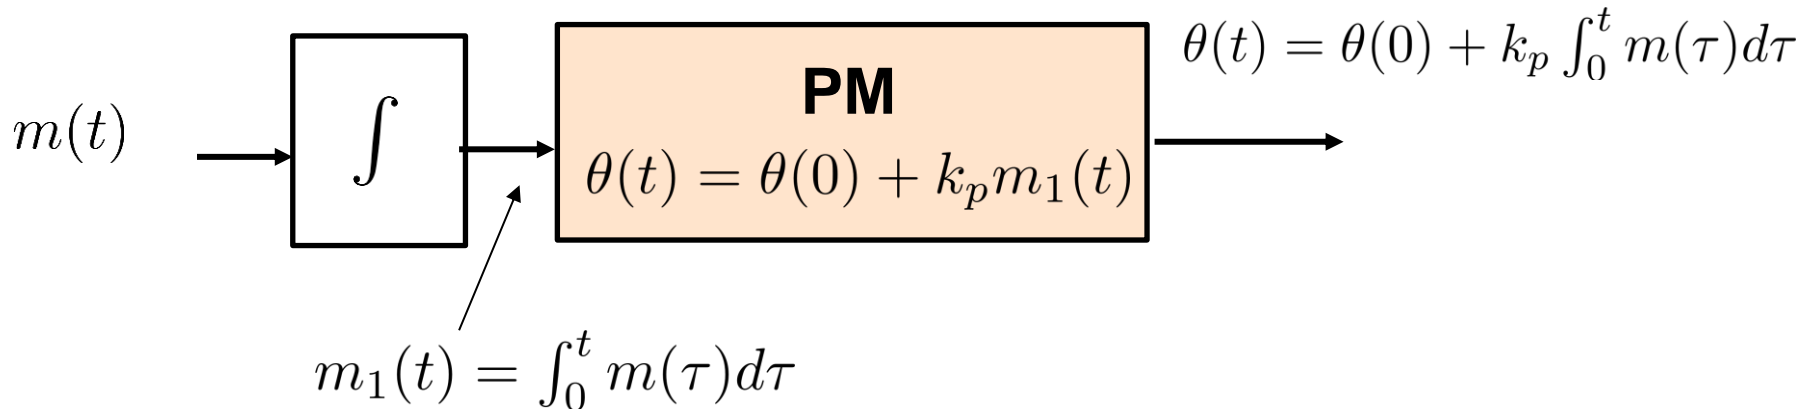 m(t)
∫
PM
θ(t) = θ(0) + k_p m_1(t)
θ(t) = θ(0) + k_p ∫_0^t m(τ)dτ
m_1(t) = ∫_0^t m(τ)dτ